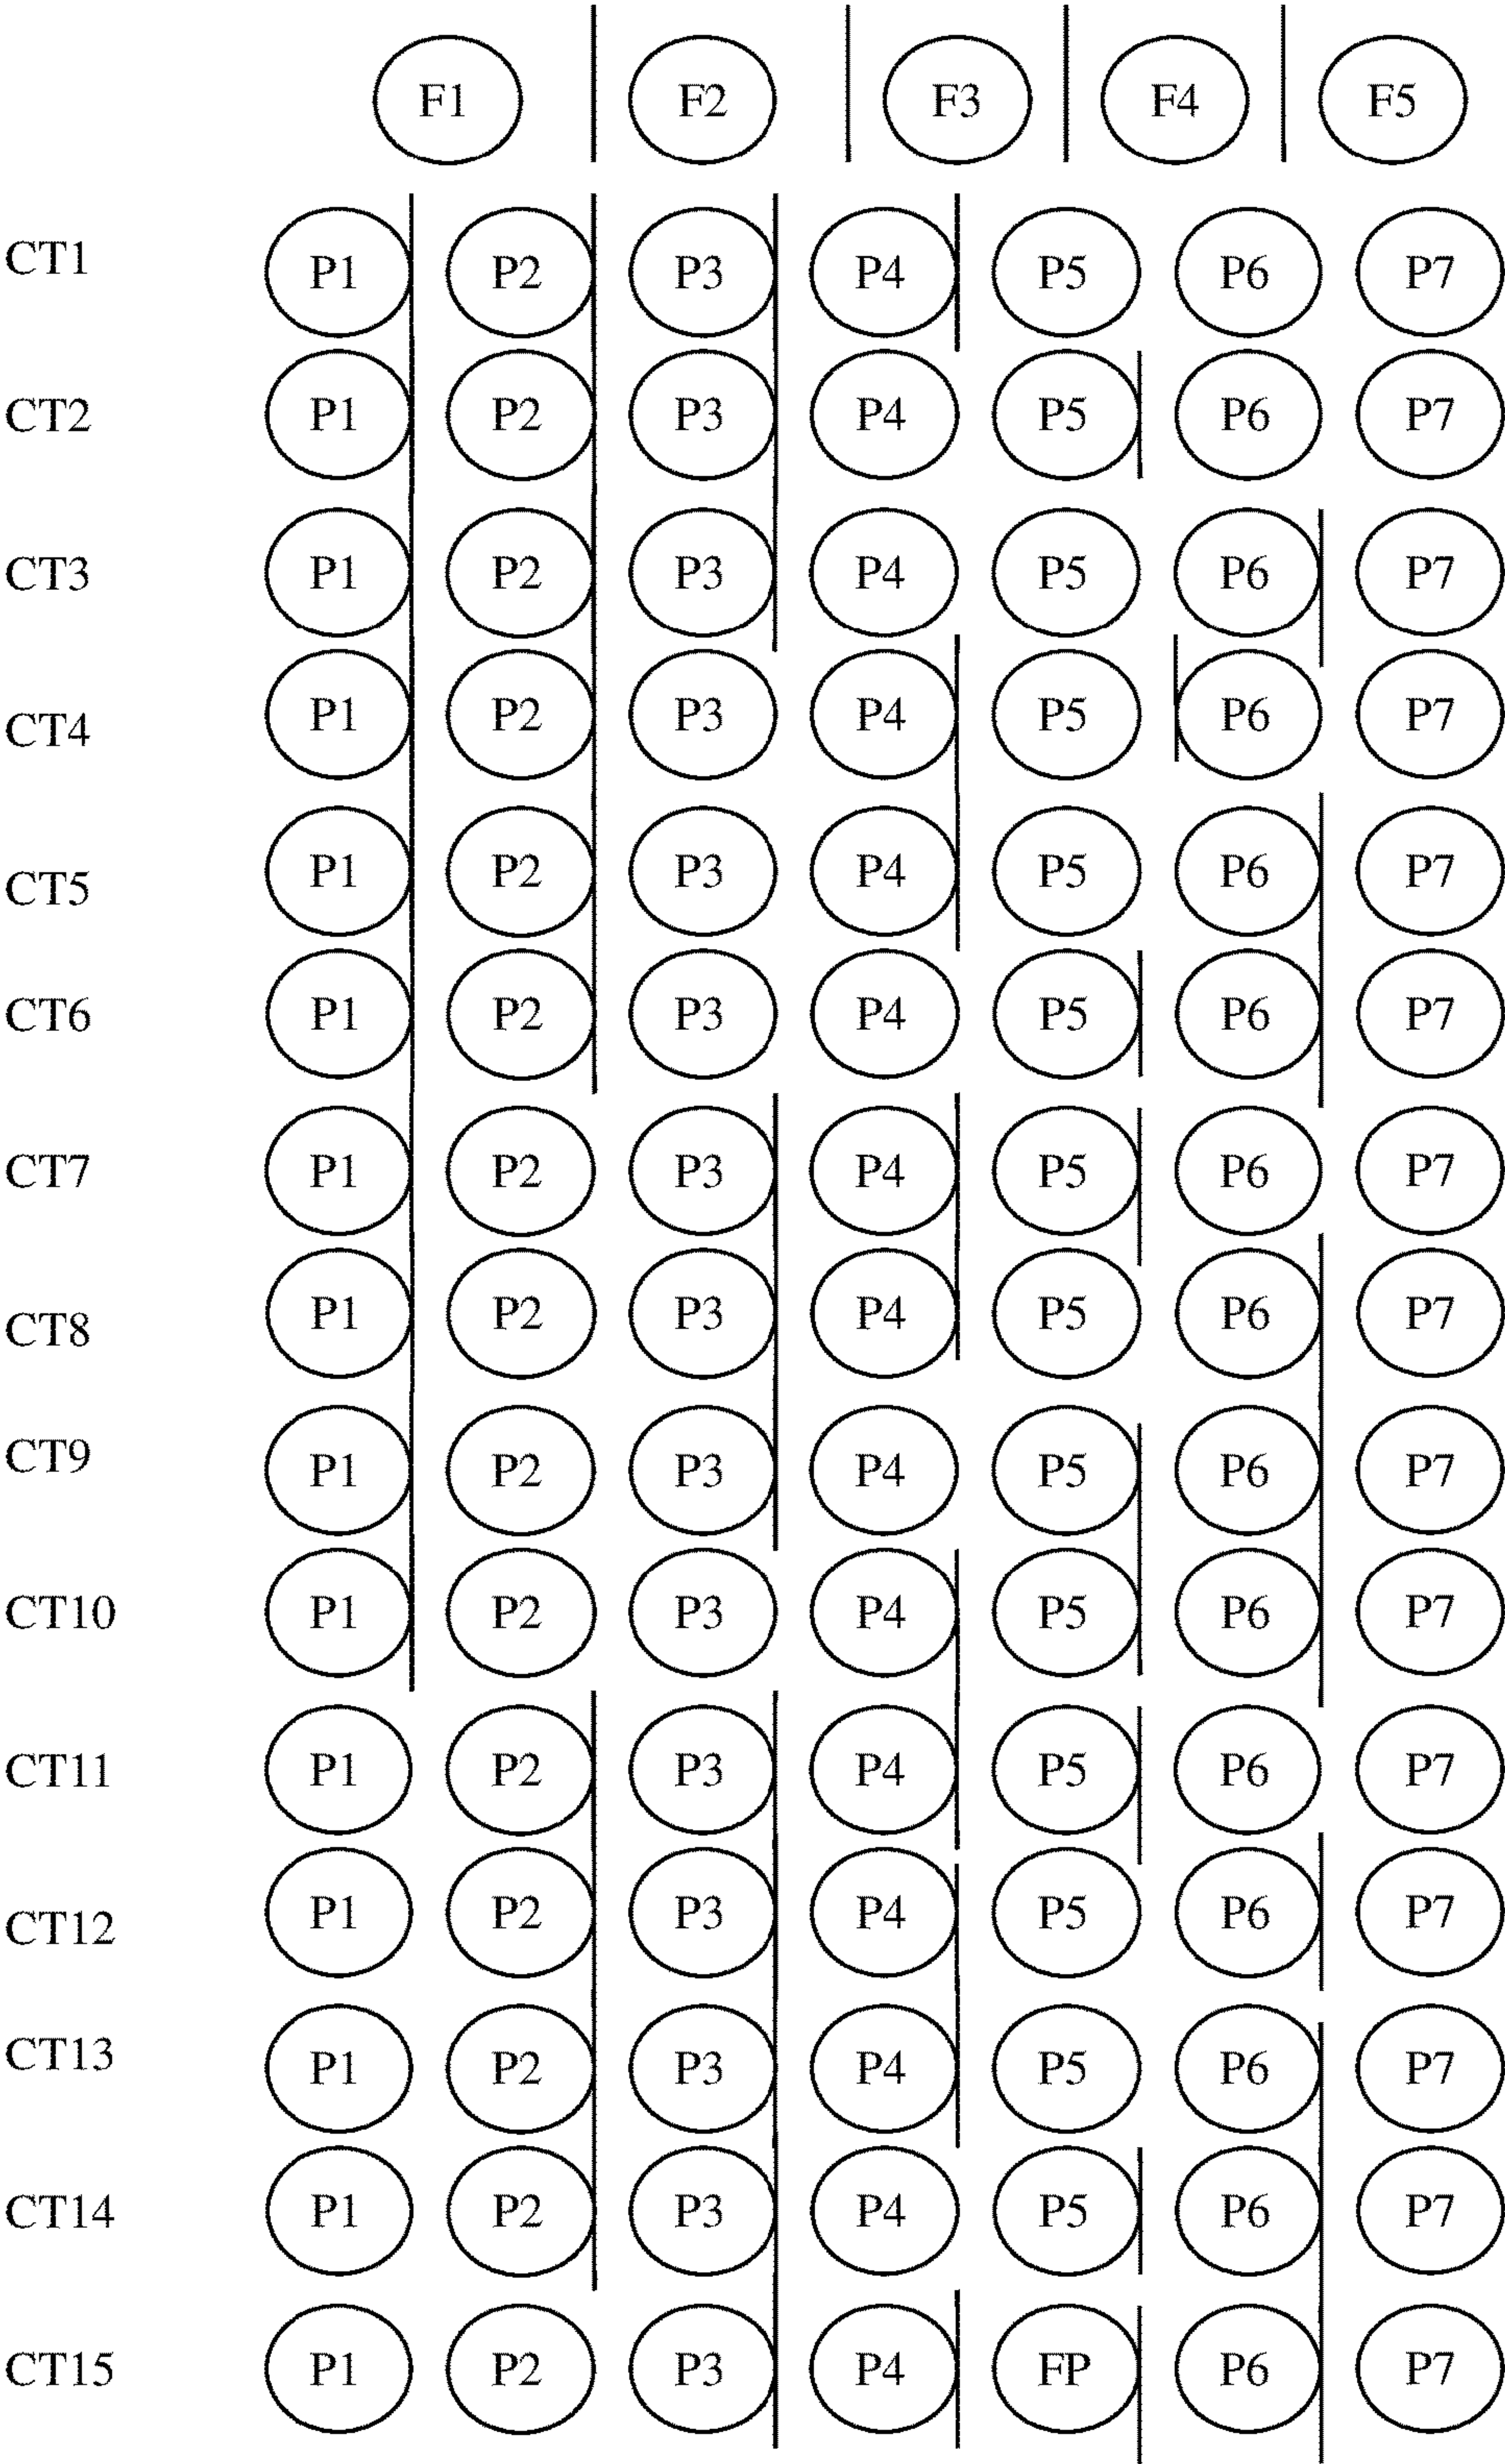 F1 F2 F3 F4 F5
CT1 P1 P2 P3 P4 P5 P6 P7
CT2 P1 P2 P3 P4 P5 P6 P7
CT3 P1 P2 P3 P4 P5 P6 P7
CT4 P1 P2 P3 P4 P5 P6 P7
CT5 P1 P2 P3 P4 P5 P6 P7
CT6 P1 P2 P3 P4 P5 P6 P7
CT7 P1 P2 P3 P4 P5 P6 P7
CT8 P1 P2 P3 P4 P5 P6 P7
CT9 P1 P2 P3 P4 P5 P6 P7
CT10 P1 P2 P3 P4 P5 P6 P7
CT11 P1 P2 P3 P4 P5 P6 P7
CT12 P1 P2 P3 P4 P5 P6 P7
CT13 P1 P2 P3 P4 P5 P6 P7
CT14 P1 P2 P3 P4 P5 P6 P7
CT15 P1 P2 P3 P4 FP P6 P7